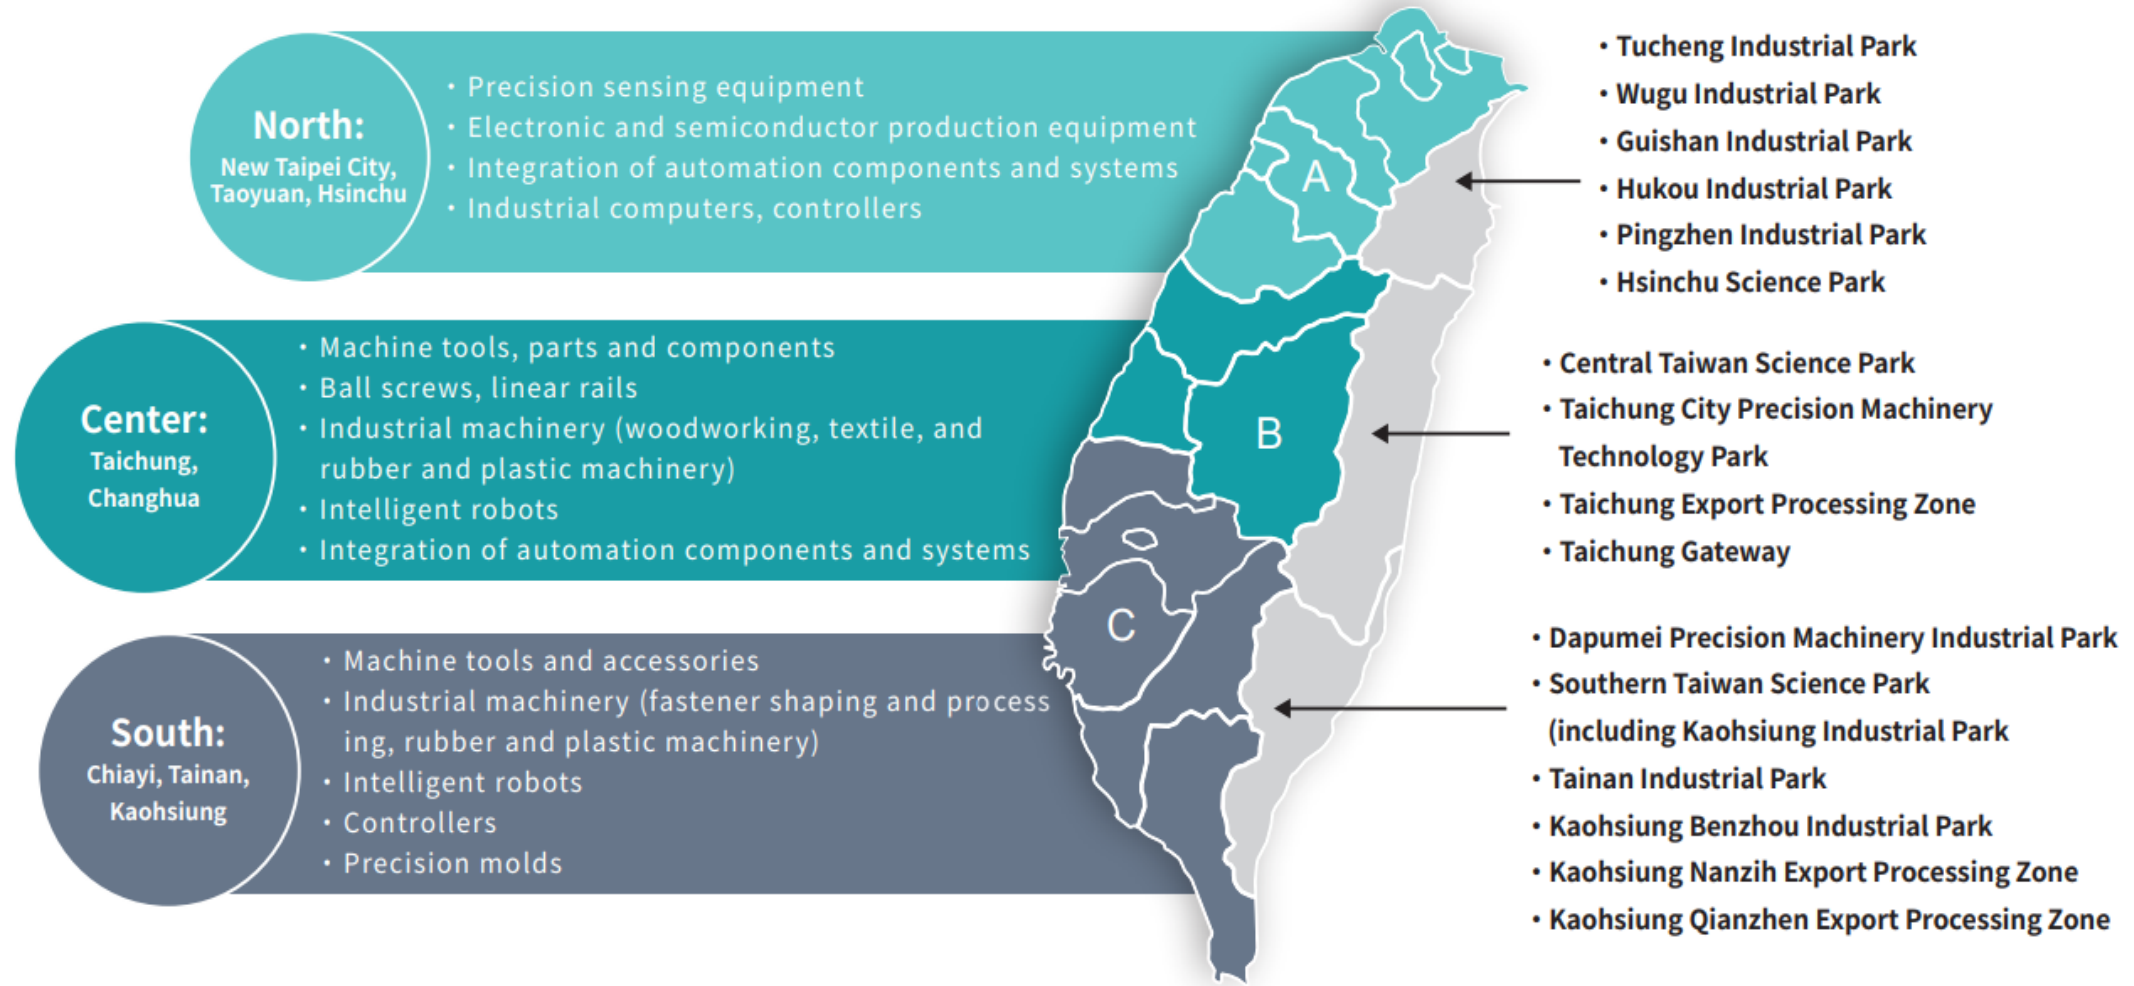 North:
New Taipei City,
Taoyuan, Hsinchu
• Precision sensing equipment
• Electronic and semiconductor production equipment
• Integration of automation components and systems
• Industrial computers, controllers
A
• Tucheng Industrial Park
• Wugu Industrial Park
• Guishan Industrial Park
• Hukou Industrial Park
• Pingzhen Industrial Park
• Hsinchu Science Park
Center:
Taichung,
Changhua
• Machine tools, parts and components
• Ball screws, linear rails
• Industrial machinery (woodworking, textile, and
rubber and plastic machinery)
• Intelligent robots
• Integration of automation components and systems
B
• Central Taiwan Science Park
• Taichung City Precision Machinery
Technology Park
• Taichung Export Processing Zone
• Taichung Gateway
South:
Chiayi, Tainan,
Kaohsiung
• Machine tools and accessories
• Industrial machinery (fastener shaping and process
ing, rubber and plastic machinery)
• Intelligent robots
• Controllers
• Precision molds
C
• Dapumei Precision Machinery Industrial Park
• Southern Taiwan Science Park
(including Kaohsiung Industrial Park
• Tainan Industrial Park
• Kaohsiung Benzhou Industrial Park
• Kaohsiung Nanzih Export Processing Zone
• Kaohsiung Qianzhen Export Processing Zone